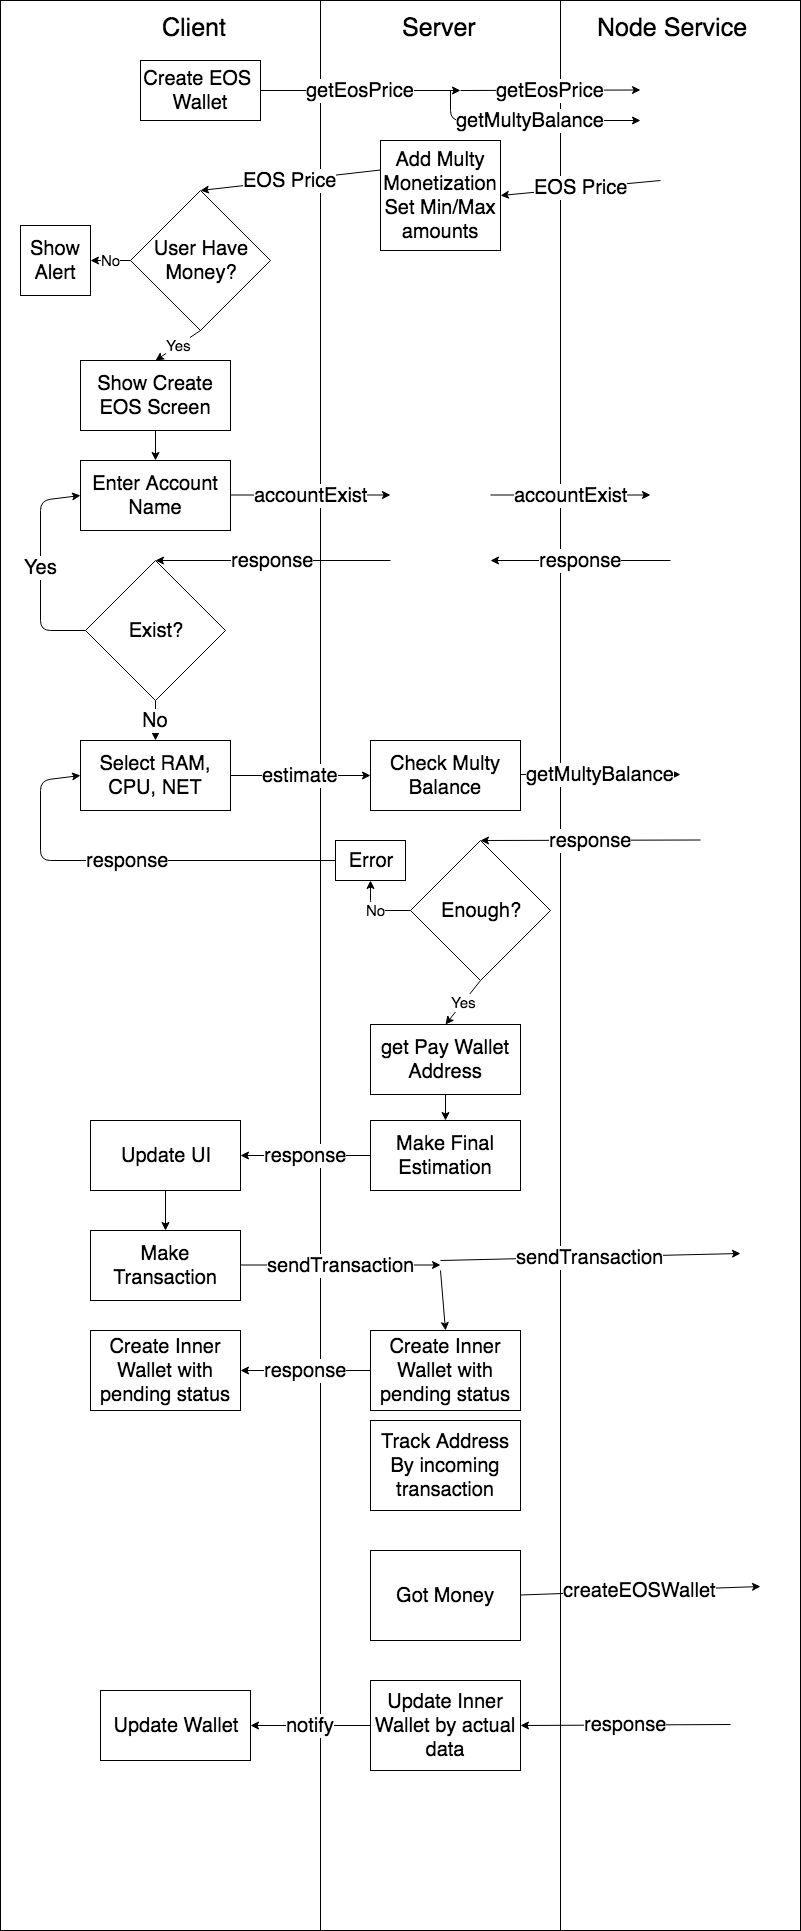 Client
Server
Node Service
Create EOS
Wallet
getEosPrice
getEosPrice
getMultyBalance
Add Multy
Monetization
Set Min/Max
amounts
EOS Price
EOS Price
User Have
Money?
No
Show
Alert
Yes
Show Create
EOS Screen
Enter Account
Name
accountExist
accountExist
response
response
Yes
Exist?
No
Select RAM,
CPU, NET
estimate
Check Multy
Balance
getMultyBalance
response
Error
response
Enough?
No
Yes
get Pay Wallet
Address
Make Final
Estimation
response
Update UI
Make
Transaction
sendTransaction
sendTransaction
Create Inner
Wallet with
pending status
response
Create Inner
Wallet with
pending status
Track Address
By incoming
transaction
Got Money
createEOSWallet
Update Wallet
notify
Update Inner
Wallet by actual
data
response